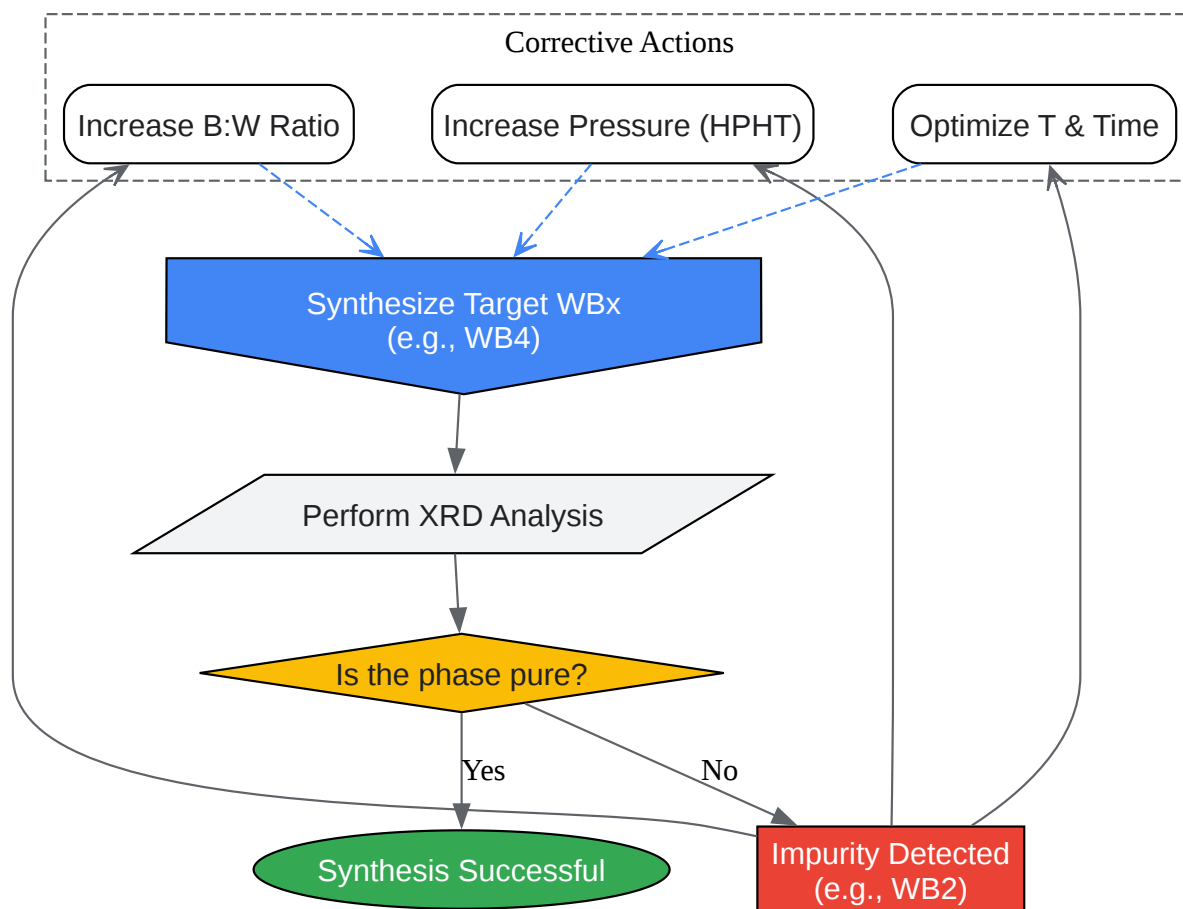 Corrective Actions
Increase B:W Ratio
Increase Pressure (HPHT)
Optimize T & Time
Synthesize Target WBx
(e.g., WB4)
Perform XRD Analysis
Is the phase pure?
Yes
No
Synthesis Successful
Impurity Detected
(e.g., WB2)